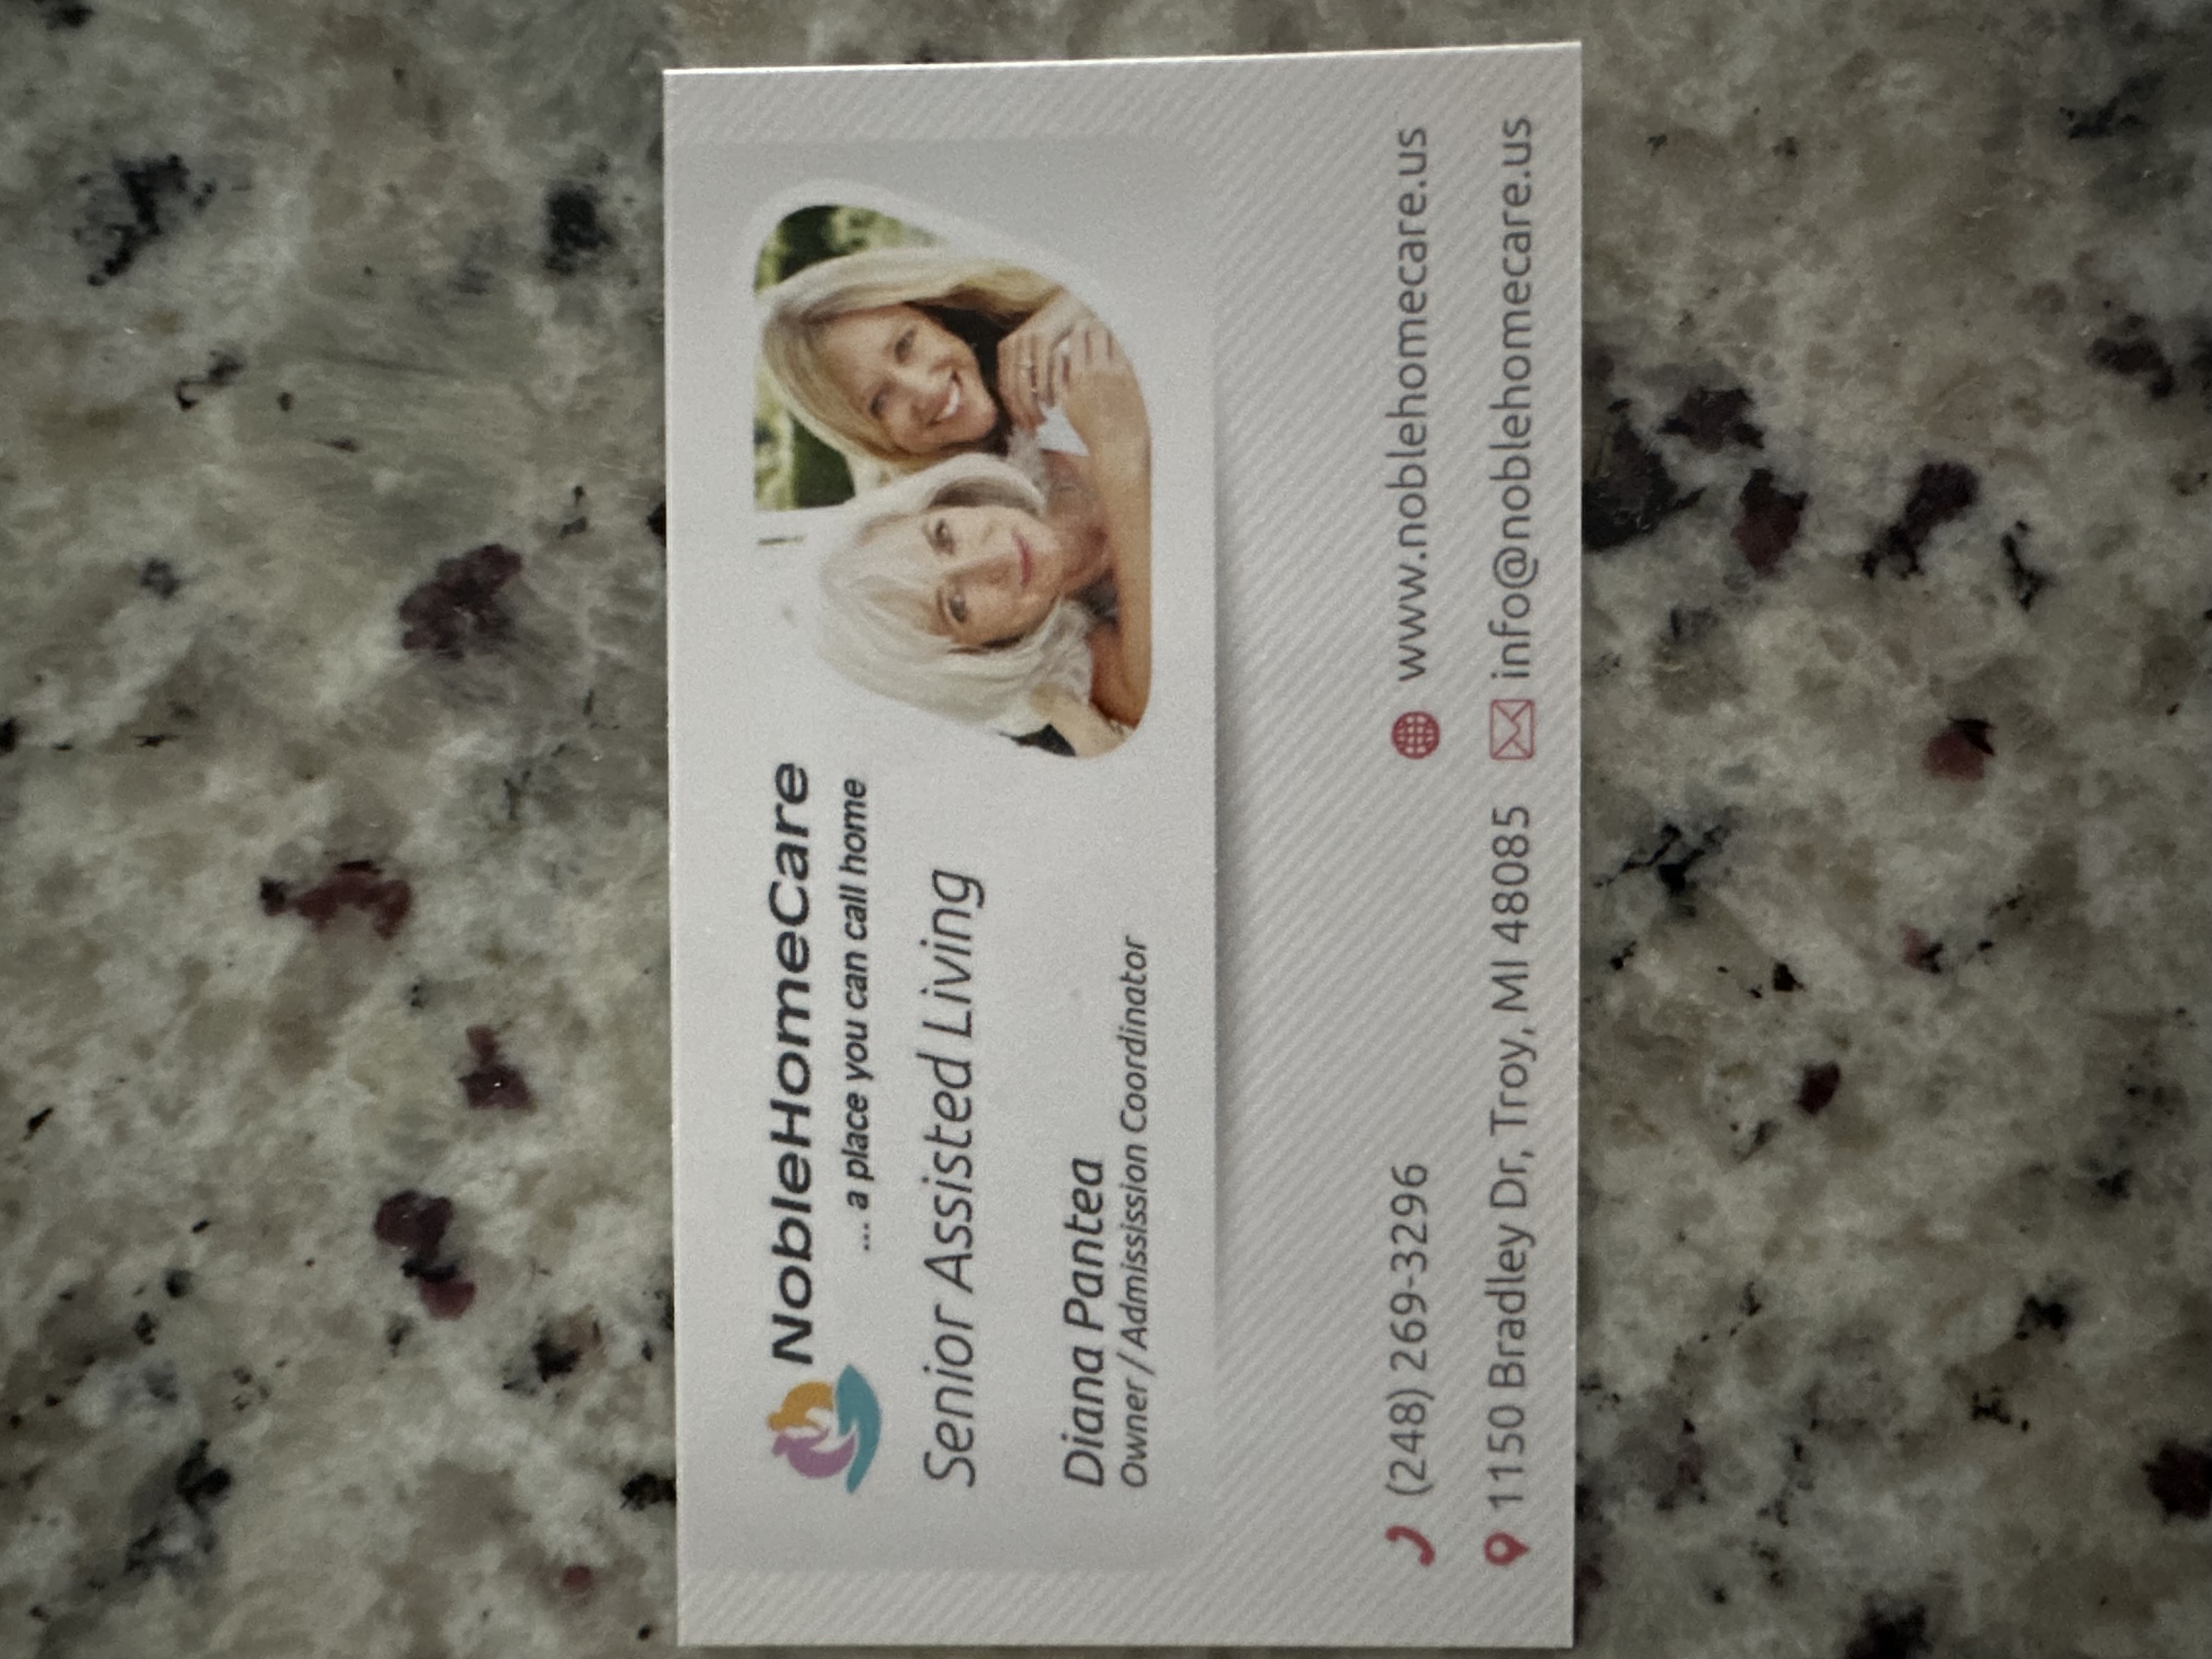 NobleHomeCare
... a place you can call home
Senior Assisted Living
Diana Pantea
Owner / Admissission Coordinator
(248) 269-3296
www.noblehomecare.us
1150 Bradley Dr, Troy, MI 48085
info@noblehomecare.us